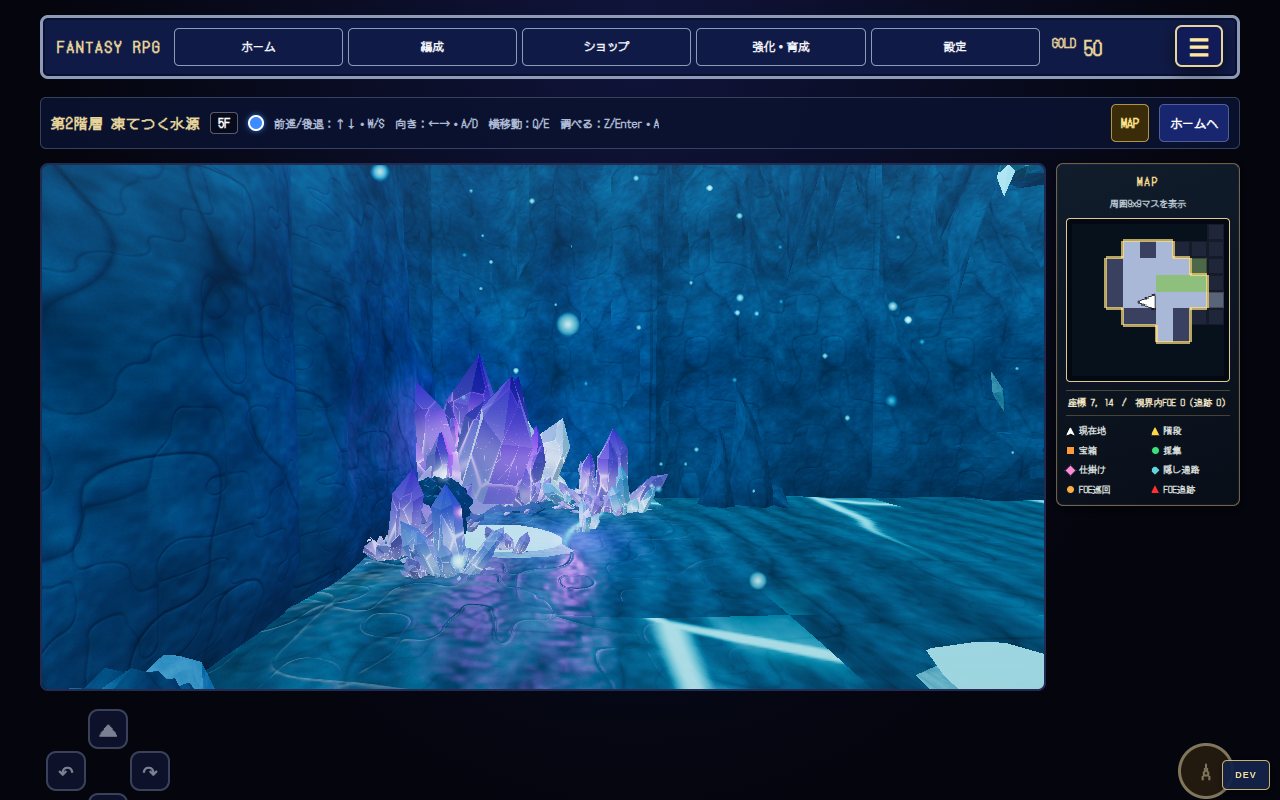 FANTASY RPG
ホーム
編成
ショップ
強化・育成
設定
GOLD 50
第2階層 凍てつく水源
5F
前進/後退：↑↓・W/S 向き：←→・A/D 横移動：Q/E 調べる：Z/Enter・A
MAP
ホームへ
MAP
周囲9x9マスを表示
座標 7, 14 / 視界内FOE 0 (追跡 0)
現在地
階段
宝箱
採集
仕掛け
隠し通路
FOE巡回
FOE追跡
A
DEV